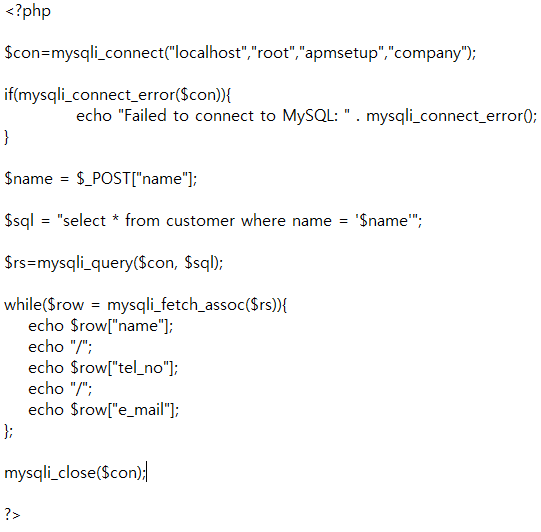 <?php
$con=mysqli_connect("localhost","root","apmsetup","company");
if(mysqli_connect_error($con)){
echo "Failed to connect to MySQL: " . mysqli_connect_error();
}
$name = $_POST["name"];
$sql = "select * from customer where name = '$name'";
$rs=mysqli_query($con, $sql);
while($row = mysqli_fetch_assoc($rs)){
echo $row["name"];
echo "/";
echo $row["tel_no"];
echo "/";
echo $row["e_mail"];
};
mysqli_close($con);
?>